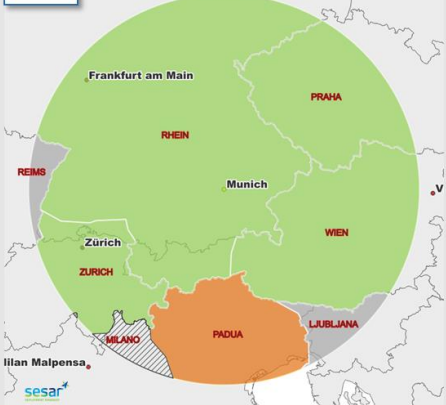 Frankfurt am Main
PRAHA
RHEIN
REIMS
Munich
V
WIEN
Zürich
ZURICH
LJUBLJANA
PADUA
MILANO
ilan Malpensa
sesar